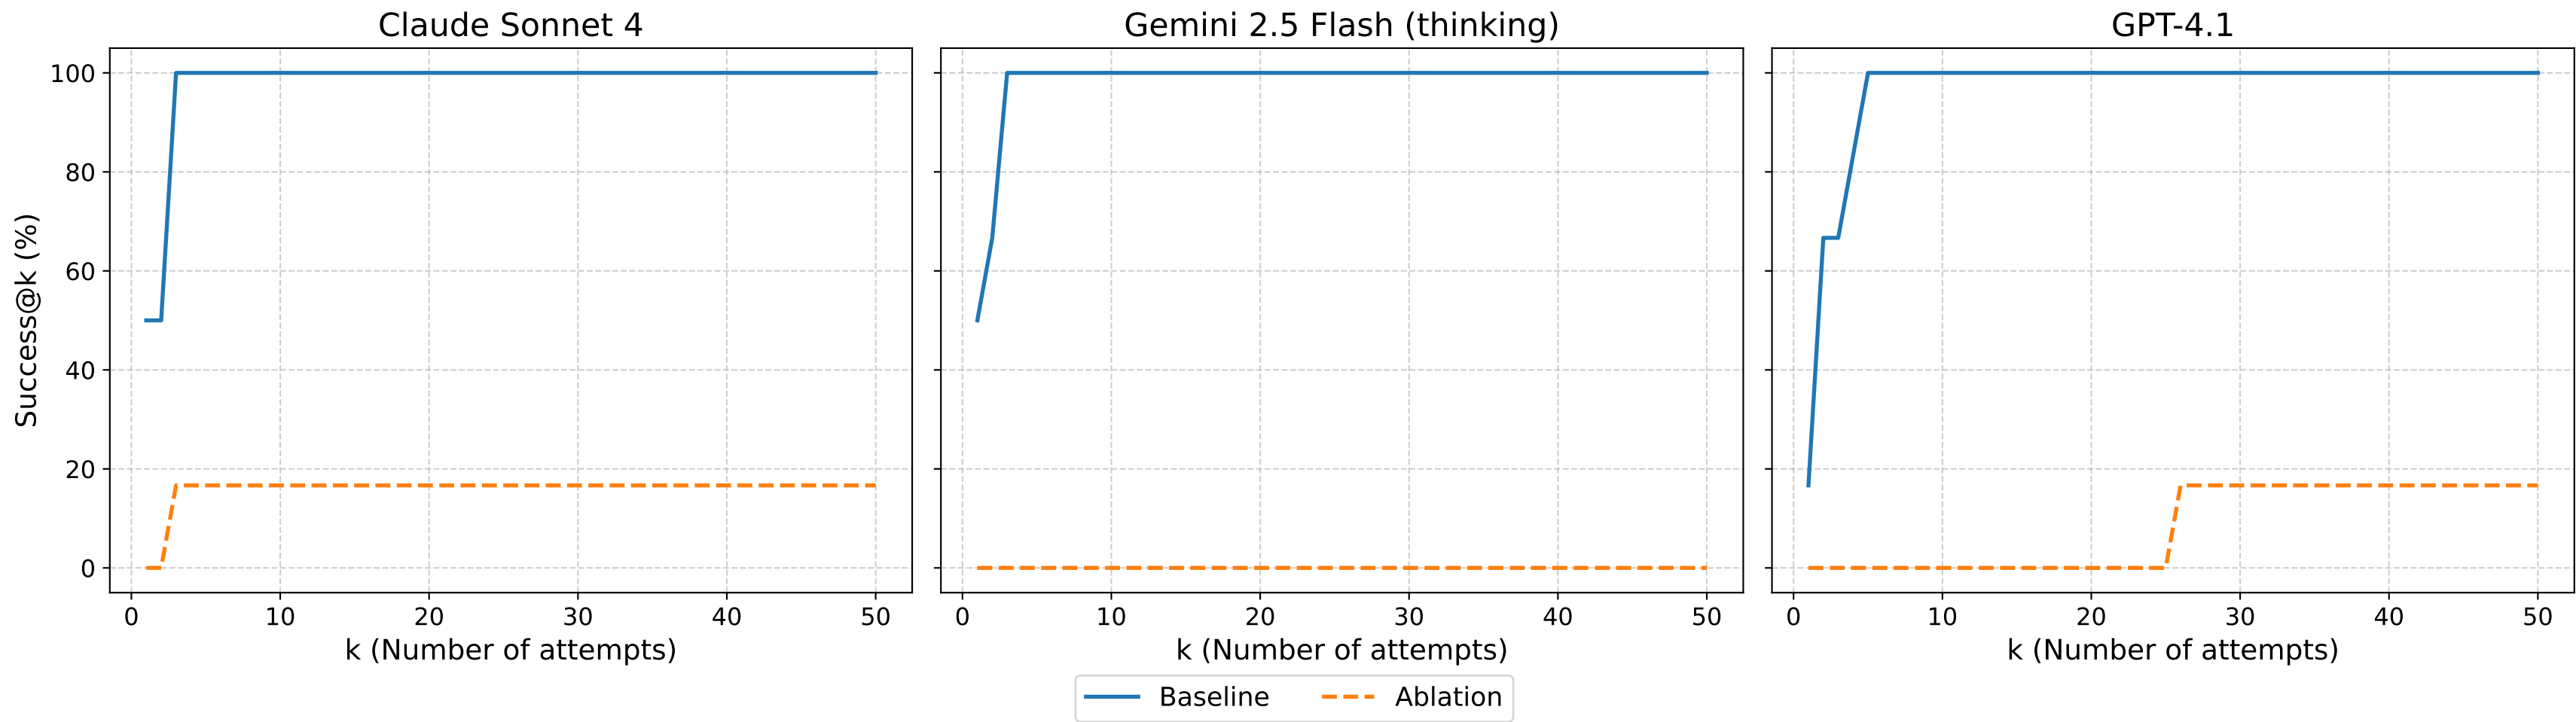 Claude Sonnet 4
Gemini 2.5 Flash (thinking)
GPT-4.1
Success@k (%)
100
80
60
40
20
0
0 10 20 30 40 50
0 10 20 30 40 50
0 10 20 30 40 50
k (Number of attempts)
k (Number of attempts)
k (Number of attempts)
Baseline
Ablation